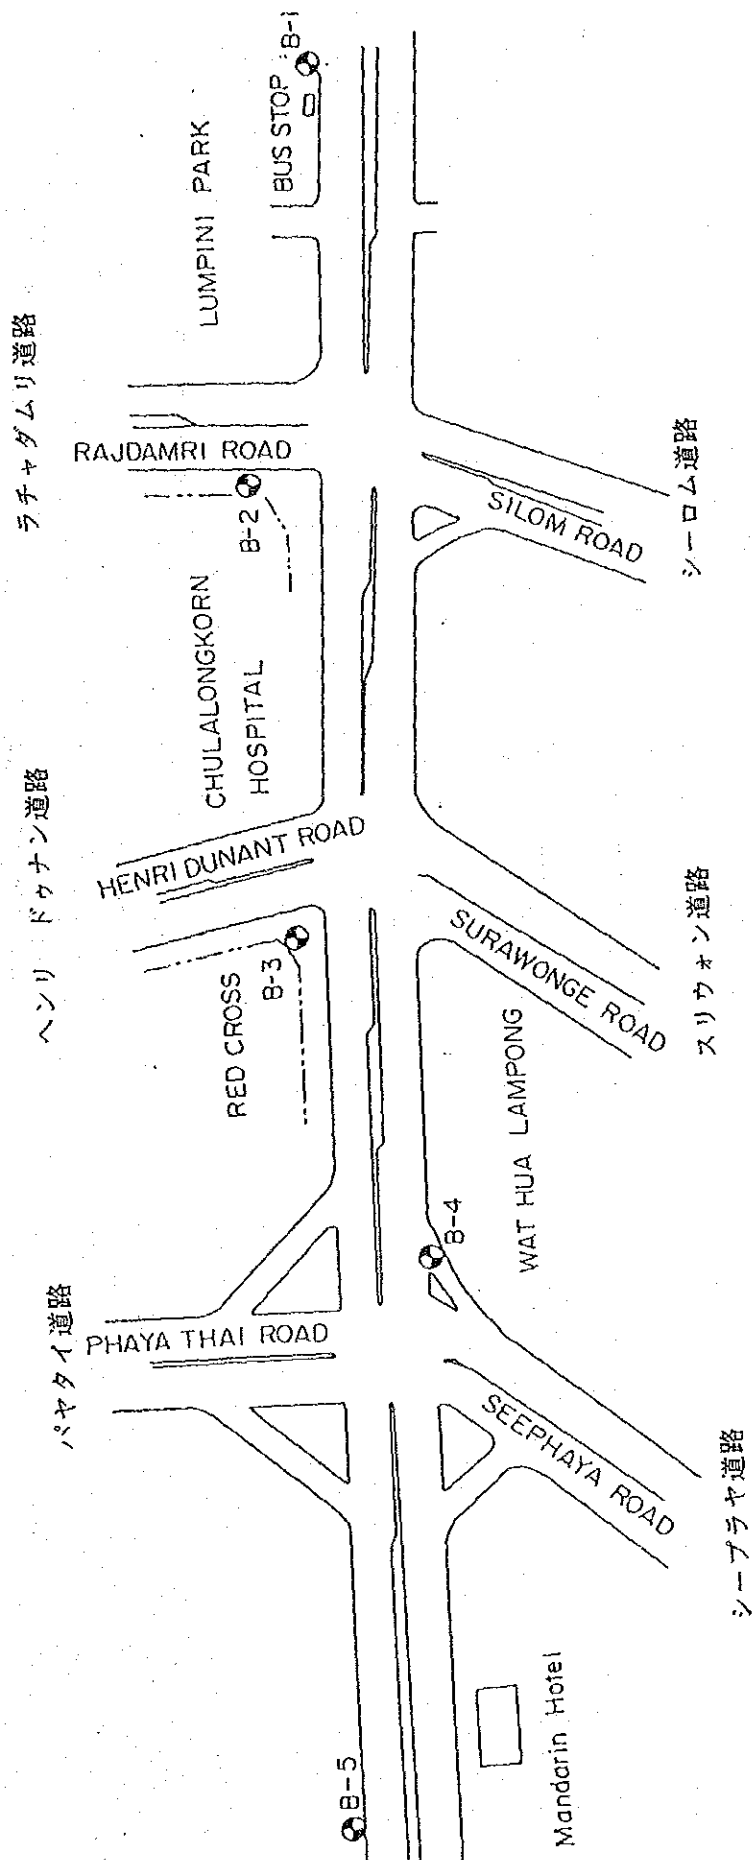 ラチャダムリ道路
ヘンリ ドゥナン道路
パヤタイ道路
LUMPINI PARK
BUS STOP
B-1
RAJDAMRI ROAD
B-2
CHULALONGKORN
HOSPITAL
HENRI DUNANT ROAD
B-3
RED CROSS
PHAYA THAI ROAD
B-5
SILOM ROAD
SURAWONGE ROAD
WAT HUA LAMPONG
B-4
SEEPHAYA ROAD
Mandarin Hotel
シーロム道路
スリウォン道路
シープラヤ道路